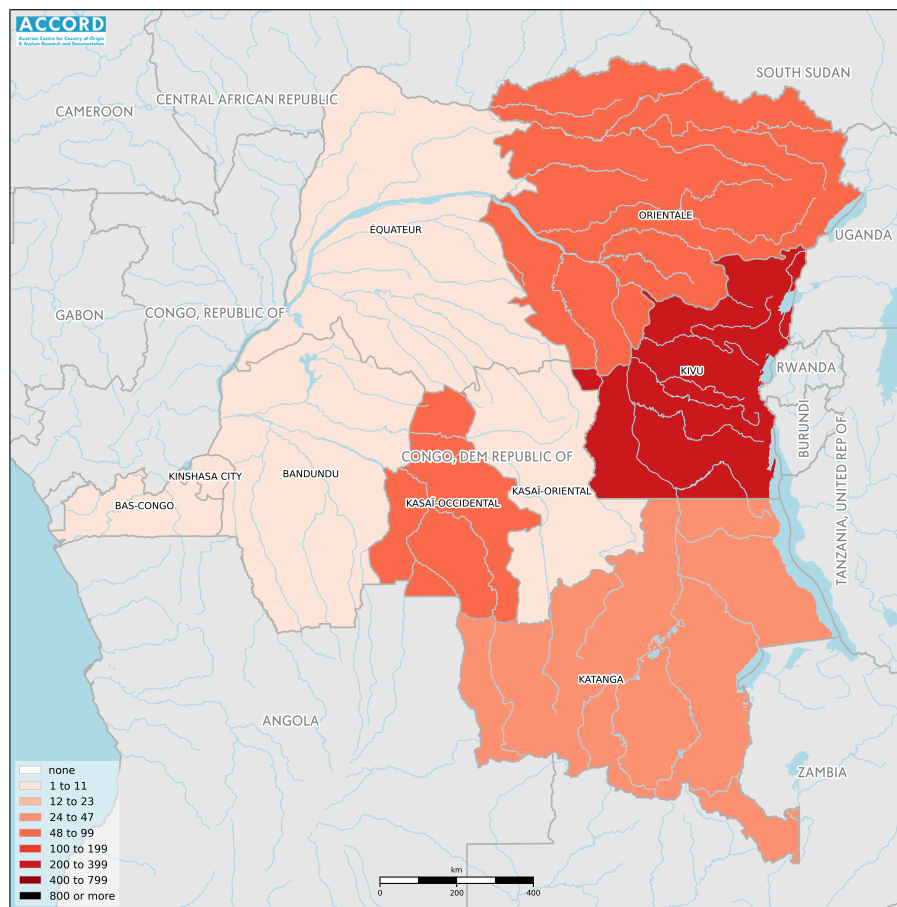 ACCORD
Austrian Centre for Country of Origin
& Asylum Research and Documentation
SOUTH SUDAN
CENTRAL AFRICAN REPUBLIC
CAMEROON
ORIENTALE
ÉQUATEUR
UGANDA
GABON
CONGO, REPUBLIC OF
KIVU
RWANDA
BURUNDI
CONGO, DEM REPUBLIC OF
KINSHASA CITY
BANDUNDU
KASAÏ-ORIENTAL
BAS-CONGO
KASAÏ-OCCIDENTAL
TANZANIA, UNITED REP OF
KATANGA
ANGOLA
ZAMBIA
none
1 to 11
12 to 23
24 to 47
48 to 99
100 to 199
200 to 399
400 to 799
800 or more
km
0 200 400